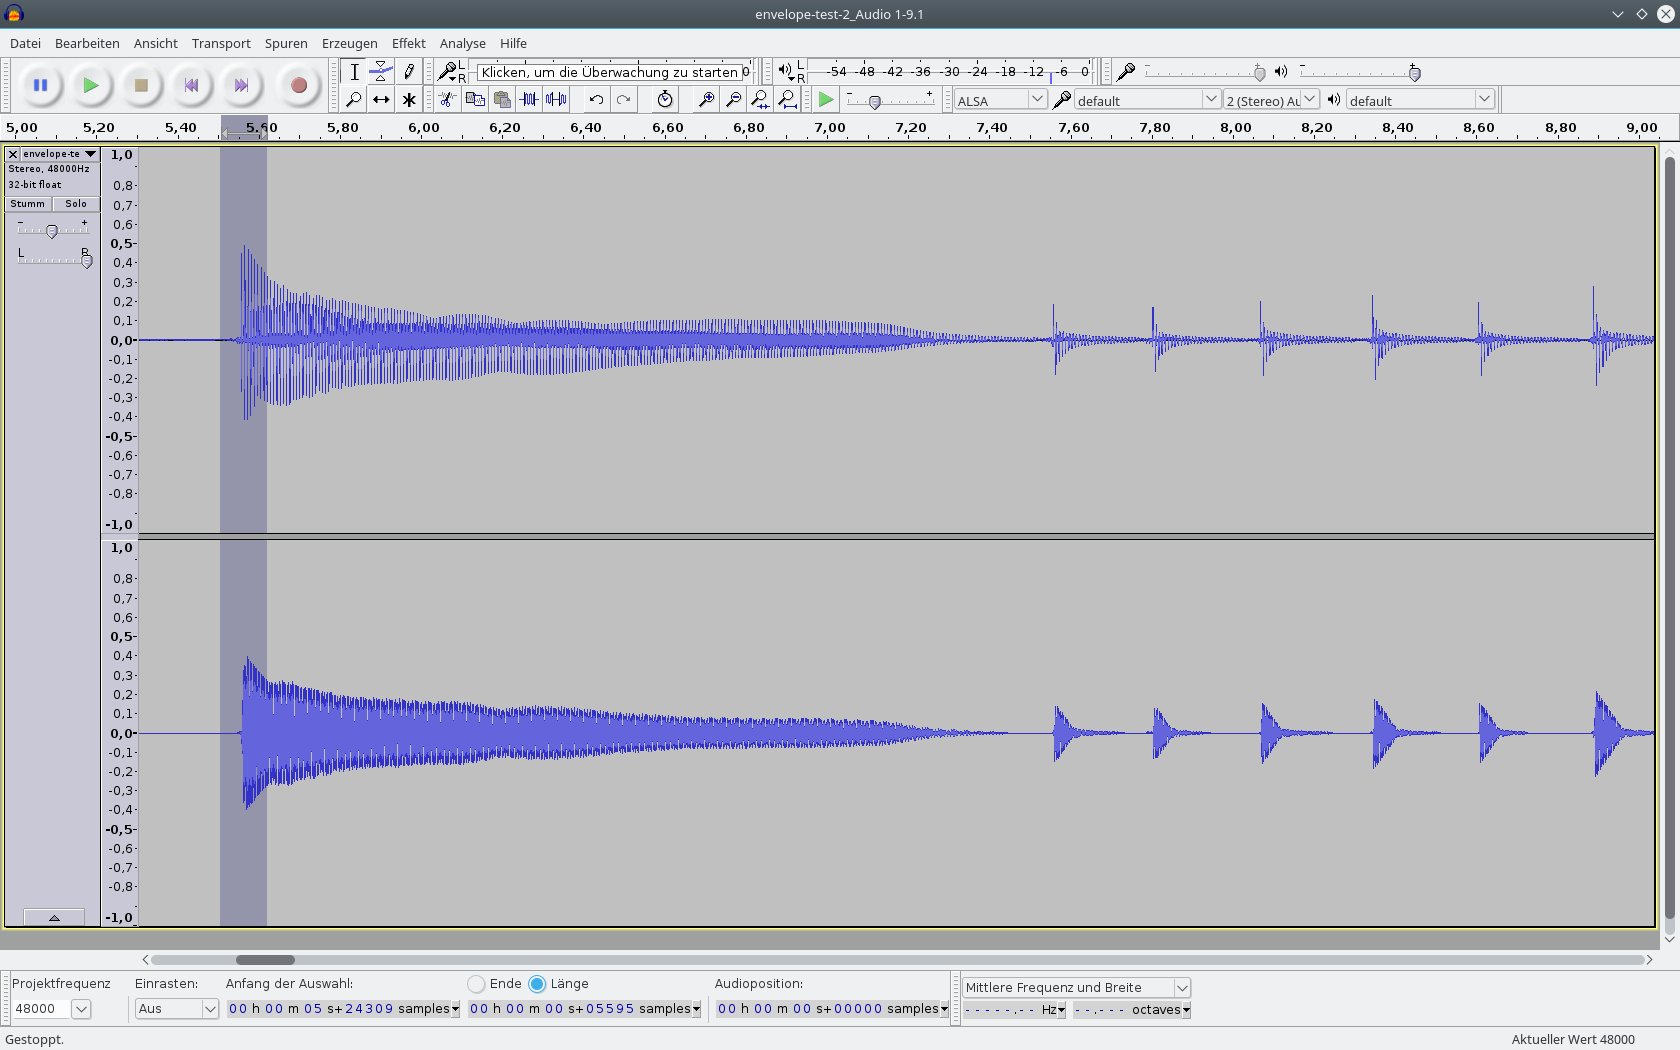 envelope-test-2_Audio 1-9.1
Datei Bearbeiten Ansicht Transport Spuren Erzeugen Effekt Analyse Hilfe
L
R
Klicken, um die Überwachung zu starten 0
L
R
-54 -48 -42 -36 -30 -24 -18 -12 -6 0
- +
- +
- +
ALSA
default
2 (Stereo) Au
default
5,00 5,20 5,40 5,60 5,80 6,00 6,20 6,40 6,60 6,80 7,00 7,20 7,40 7,60 7,80 8,00 8,20 8,40 8,60 8,80 9,00
envelope-te
Stereo, 48000Hz
32-bit float
Stumm Solo
- +
L R
1,0
0,8
0,7
0,6
0,5
0,4
0,3
0,2
0,1
0,0
-0,1
-0,2
-0,3
-0,4
-0,5
-0,6
-0,7
-0,8
-1,0
1,0
0,8
0,7
0,6
0,5
0,4
0,3
0,2
0,1
0,0
-0,1
-0,2
-0,3
-0,4
-0,5
-0,6
-0,7
-0,8
-1,0
Projektfrequenz Einrasten: Anfang der Auswahl: Ende Länge Audioposition: Mittlere Frequenz und Breite
48000 Aus 00 h 00 m 05 s+24309 samples 00 h 00 m 00 s+05595 samples 00 h 00 m 00 s+00000 samples -----.-- Hz --.--- octaves
Gestoppt. Aktueller Wert 48000